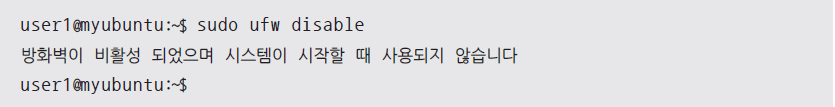 user1@myubuntu:~$ sudo ufw disable
방화벽이 비활성 되었으며 시스템이 시작할 때 사용되지 않습니다
user1@myubuntu:~$